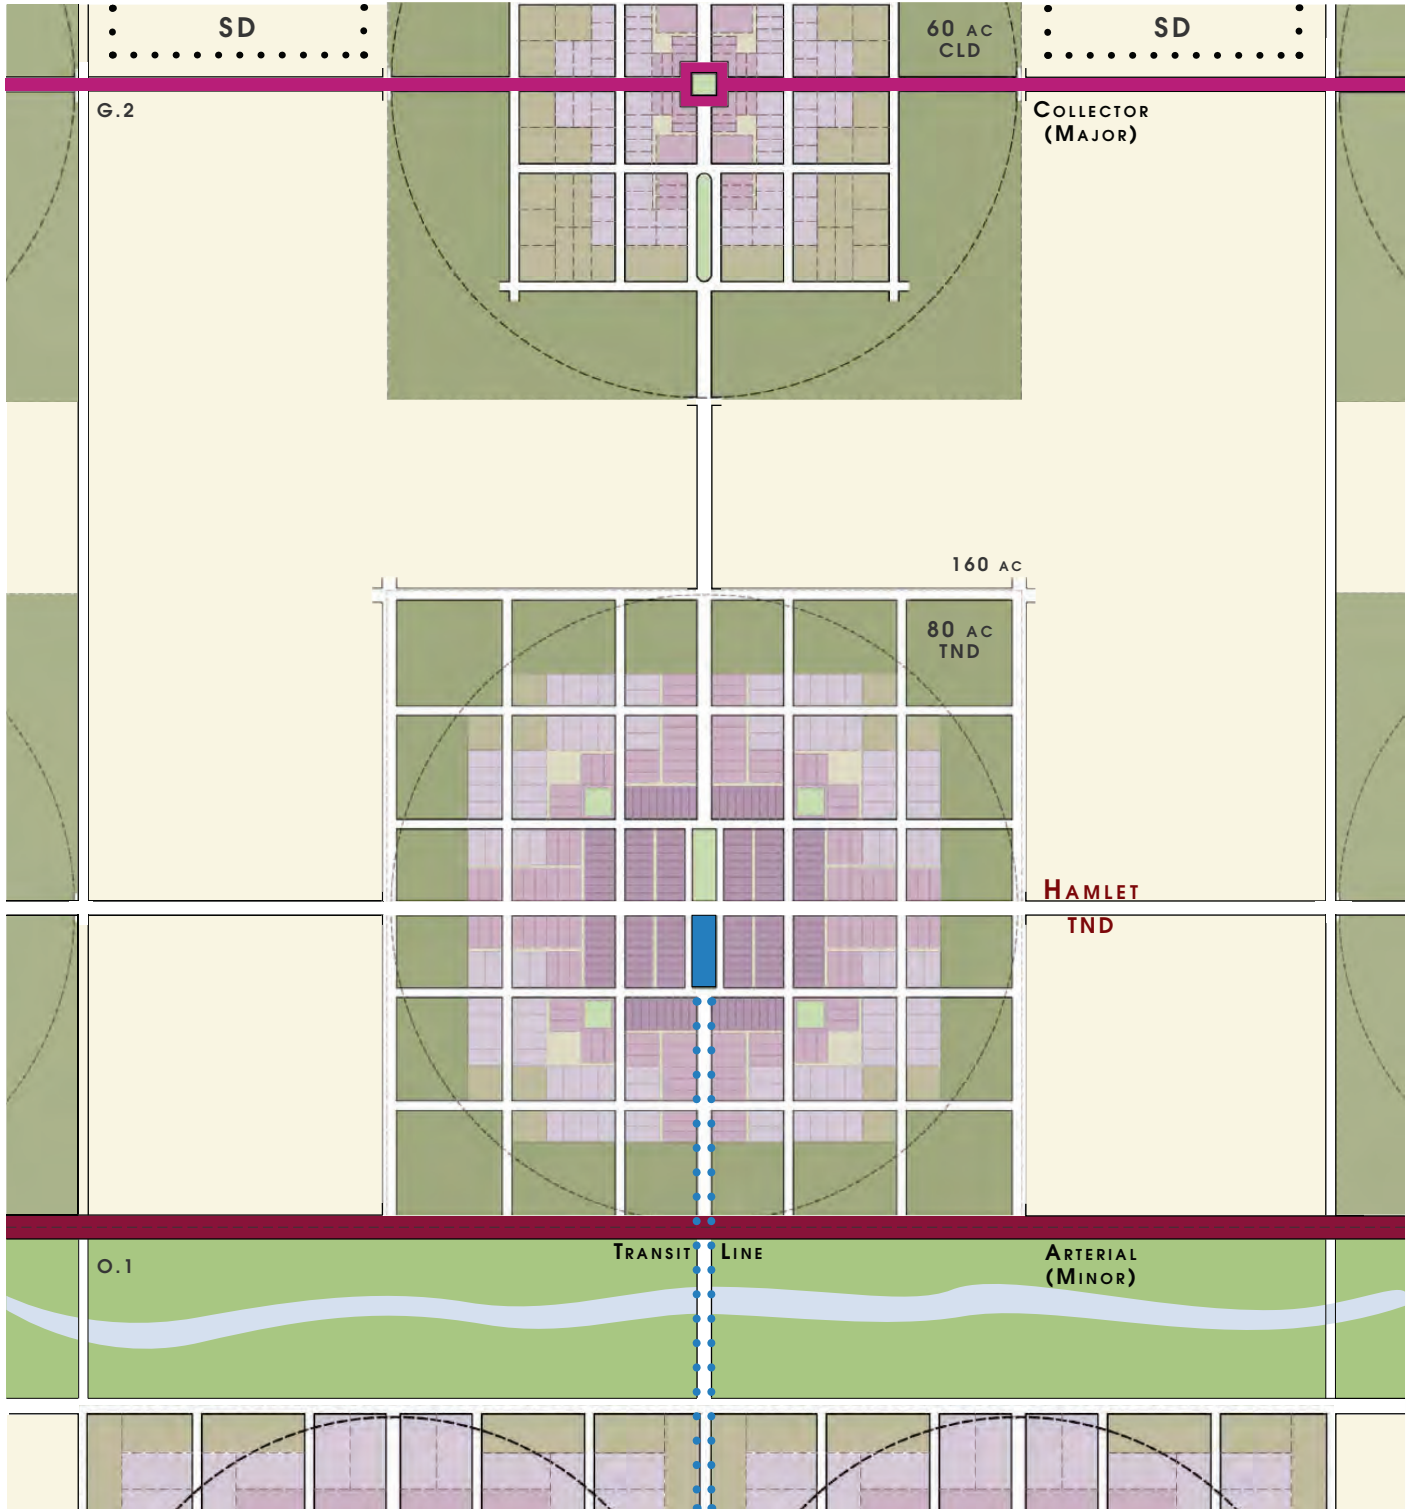 SD
60 AC
CLD
SD
G.2
Collector
(Major)
160 AC
80 AC
TND
Hamlet
TND
Transit Line
Arterial
(Minor)
O.1